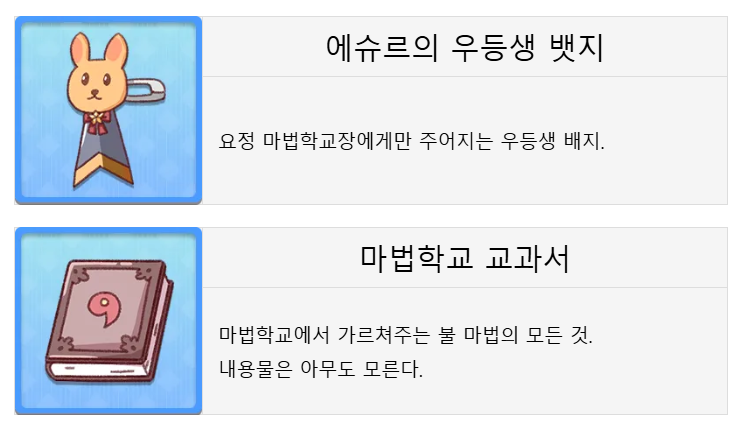 에슈르의 우등생 뱃지
요정 마법학교장에게만 주어지는 우등생 배지.
마법학교 교과서
마법학교에서 가르쳐주는 불 마법의 모든 것.
내용물은 아무도 모른다.